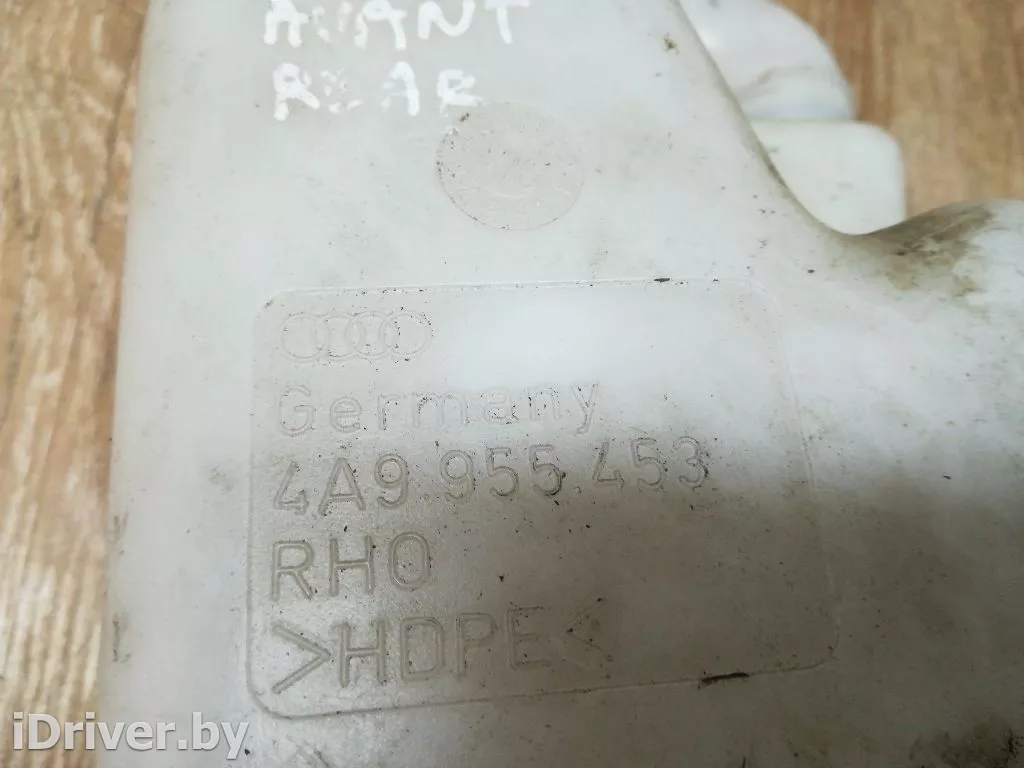 AVANT
REAR
Germany
4A9.955.453
RHO
>HDPE<
iDriver.by